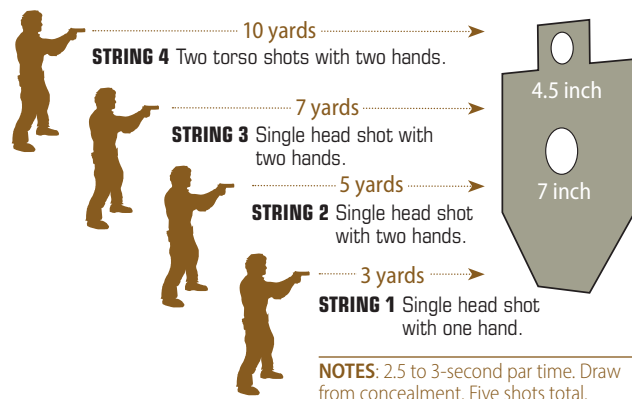 10 yards
STRING 4 Two torso shots with two hands.
7 yards
STRING 3 Single head shot with
two hands.
5 yards
STRING 2 Single head shot
with two hands.
3 yards
STRING 1 Single head shot
with one hand.
4.5 inch
7 inch
NOTES: 2.5 to 3-second par time. Draw
from concealment. Five shots total.